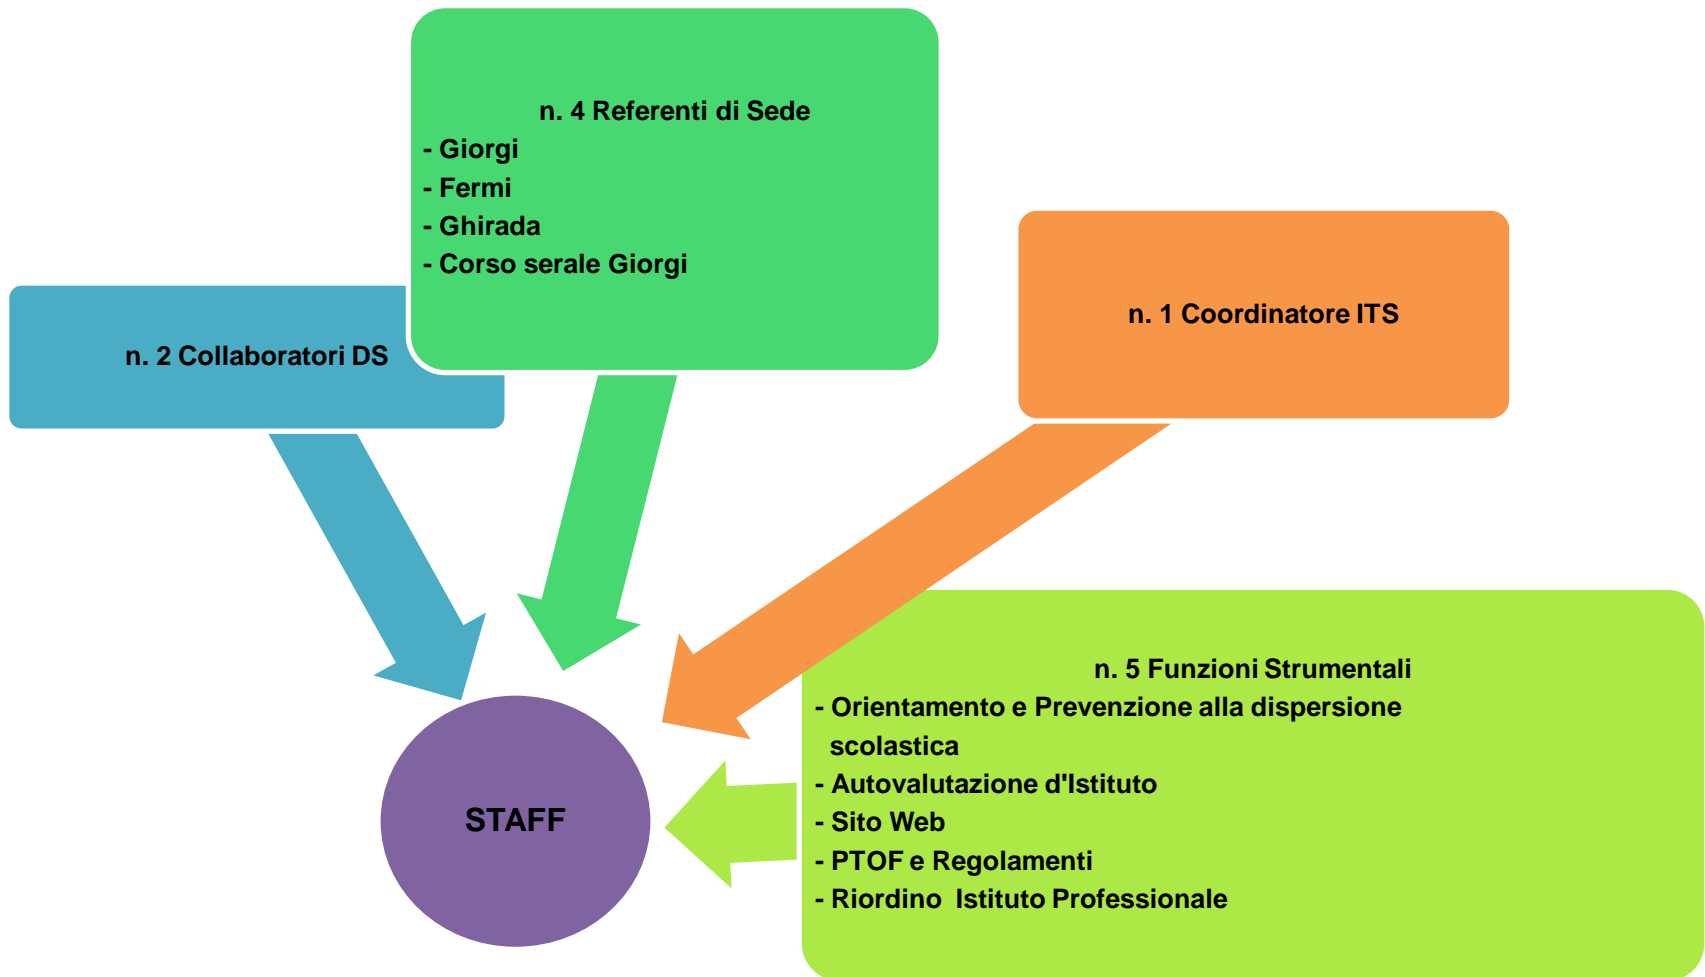 n. 4 Referenti di Sede
- Giorgi
- Fermi
- Ghirada
- Corso serale Giorgi
n. 2 Collaboratori DS
n. 1 Coordinatore ITS
n. 5 Funzioni Strumentali
- Orientamento e Prevenzione alla dispersione
scolastica
- Autovalutazione d'Istituto
- Sito Web
- PTOF e Regolamenti
- Riordino Istituto Professionale
STAFF